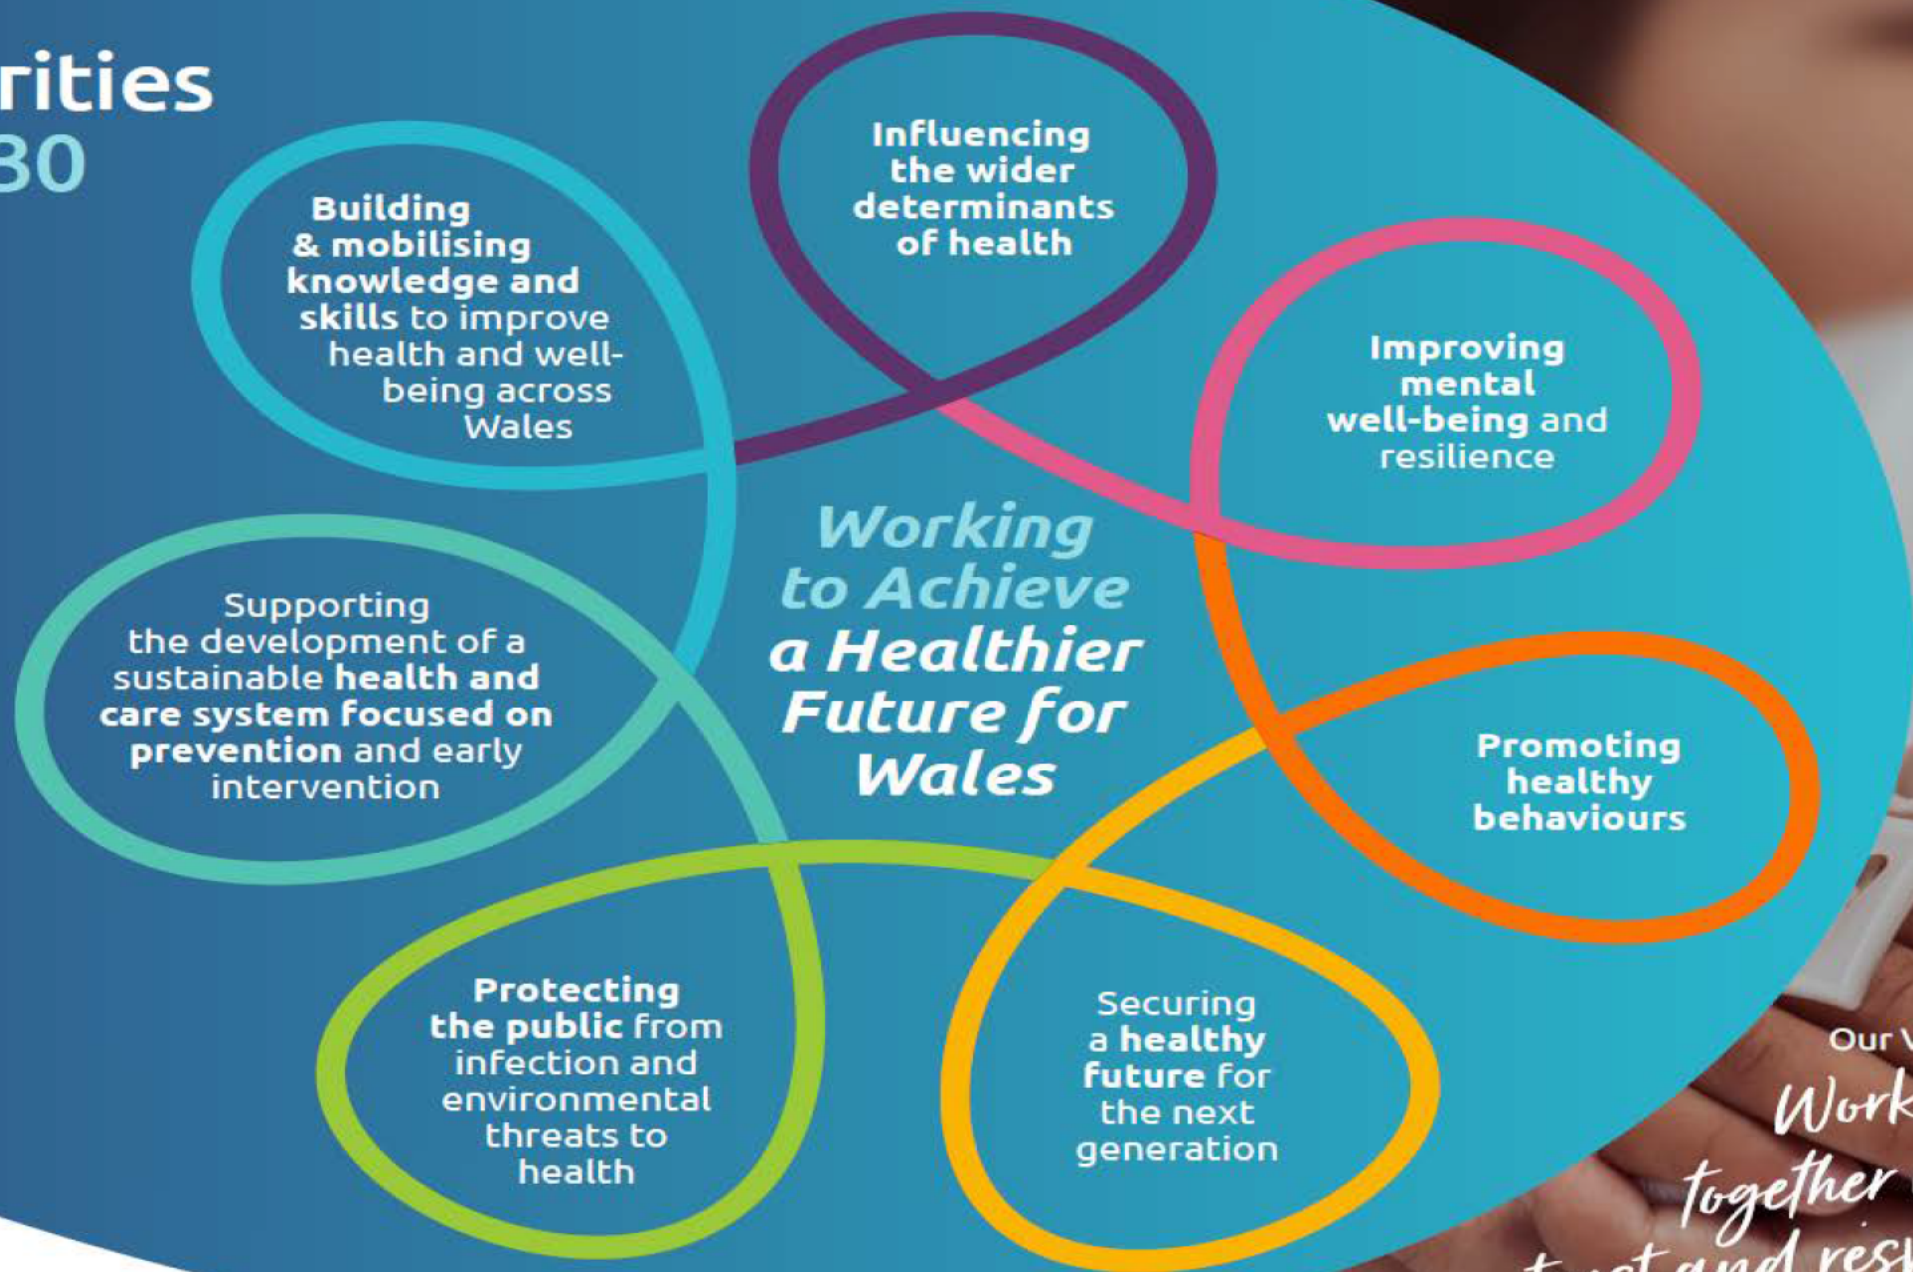 rities
30
Influencing
the wider
determinants
of health
Improving
mental
well-being and
resilience
Promoting
healthy
behaviours
Securing
a healthy
future for
the next
generation
Protecting
the public from
infection and
environmental
threats to
health
Supporting
the development of a
sustainable health and
care system focused on
prevention and early
intervention
Building
& mobilising
knowledge and
skills to improve
health and well-
being across
Wales
Working
to Achieve
a Healthier
Future for
Wales
Our
Work
together
and